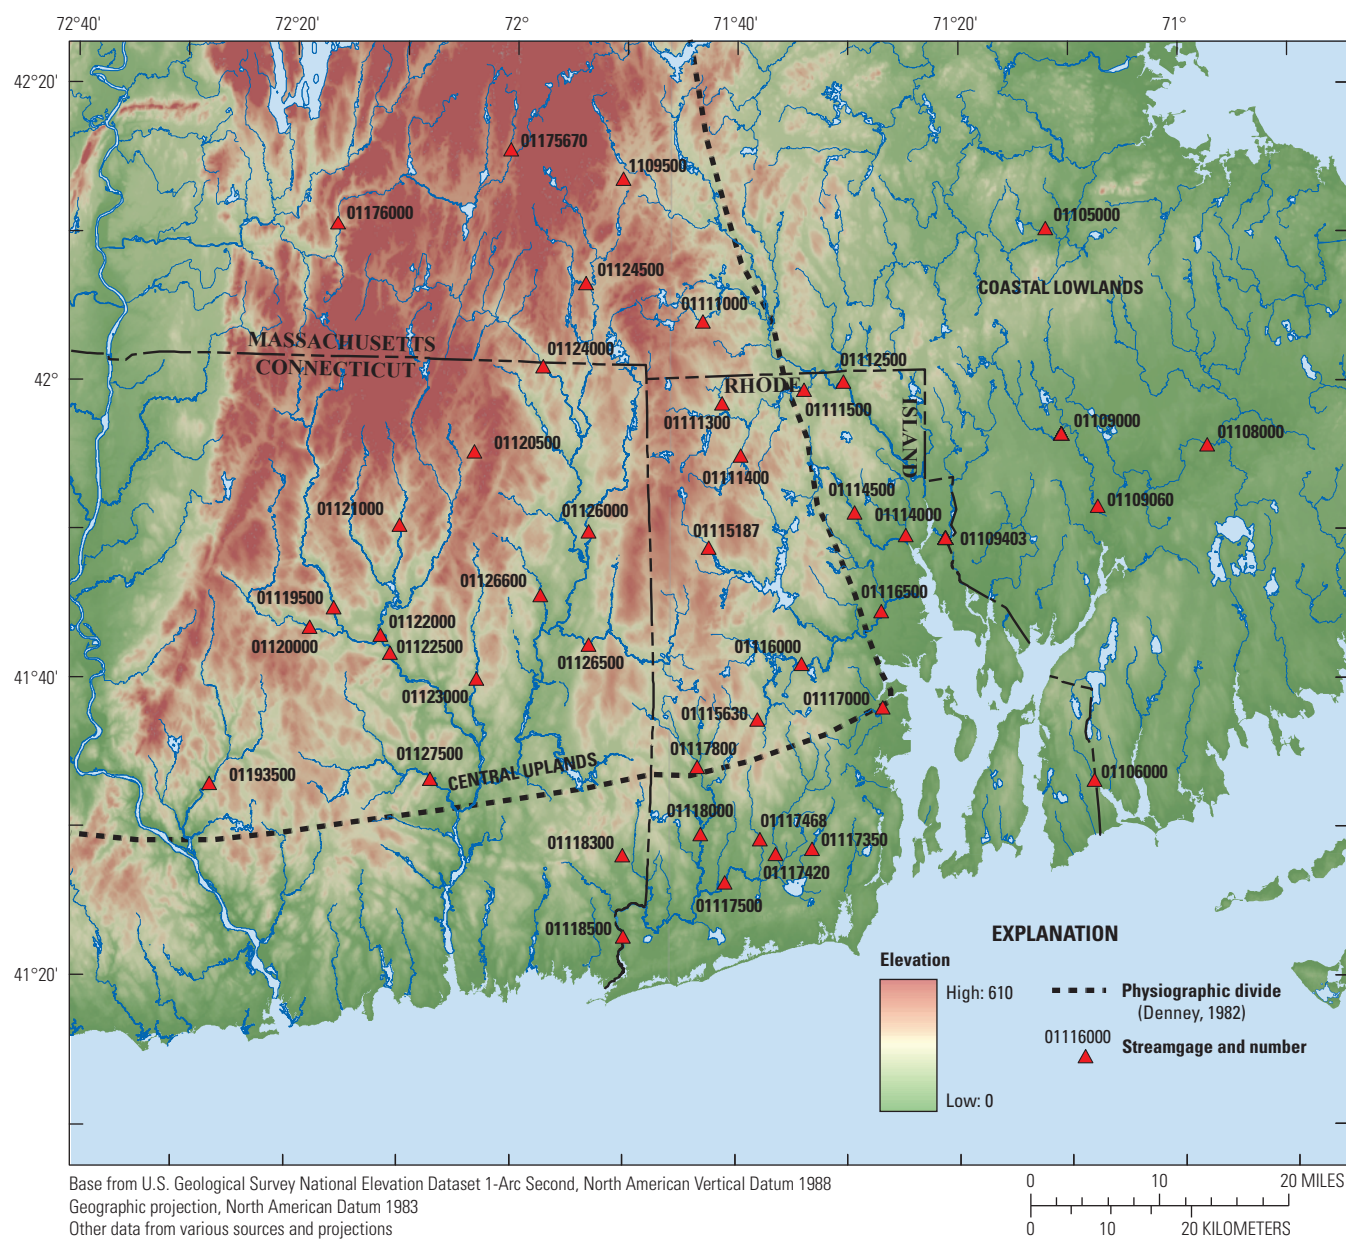 72°40' 72°20' 72° 71°40' 71°20' 71°
42°20'
01175670
1109500
01176000
01105000
01124500
COASTAL LOWLANDS
01111000
MASSACHUSETTS
01124000
01112500
CONNECTICUT
42°
RHODE
ISLAND
01111500
01111300
01109000
01108000
01120500
01111400
01114500
01109060
01121000
01126000
01114000
01115187
01109403
01126600
01119500
01116500
01122000
01120000
01122500
01116000
01126500
41°40'
01123000
01117000
01115630
01117800
01127500
CENTRAL UPLANDS
01193500
01106000
01118000
01117468
01118300
01117350
01117420
01117500
01118500
EXPLANATION
41°20'
Elevation
High: 610
Low: 0
Physiographic divide
(Denney, 1982)
01116000
Streamgage and number
Base from U.S. Geological Survey National Elevation Dataset 1-Arc Second, North American Vertical Datum 1988
Geographic projection, North American Datum 1983
Other data from various sources and projections
0 10 20 MILES
0 10 20 KILOMETERS